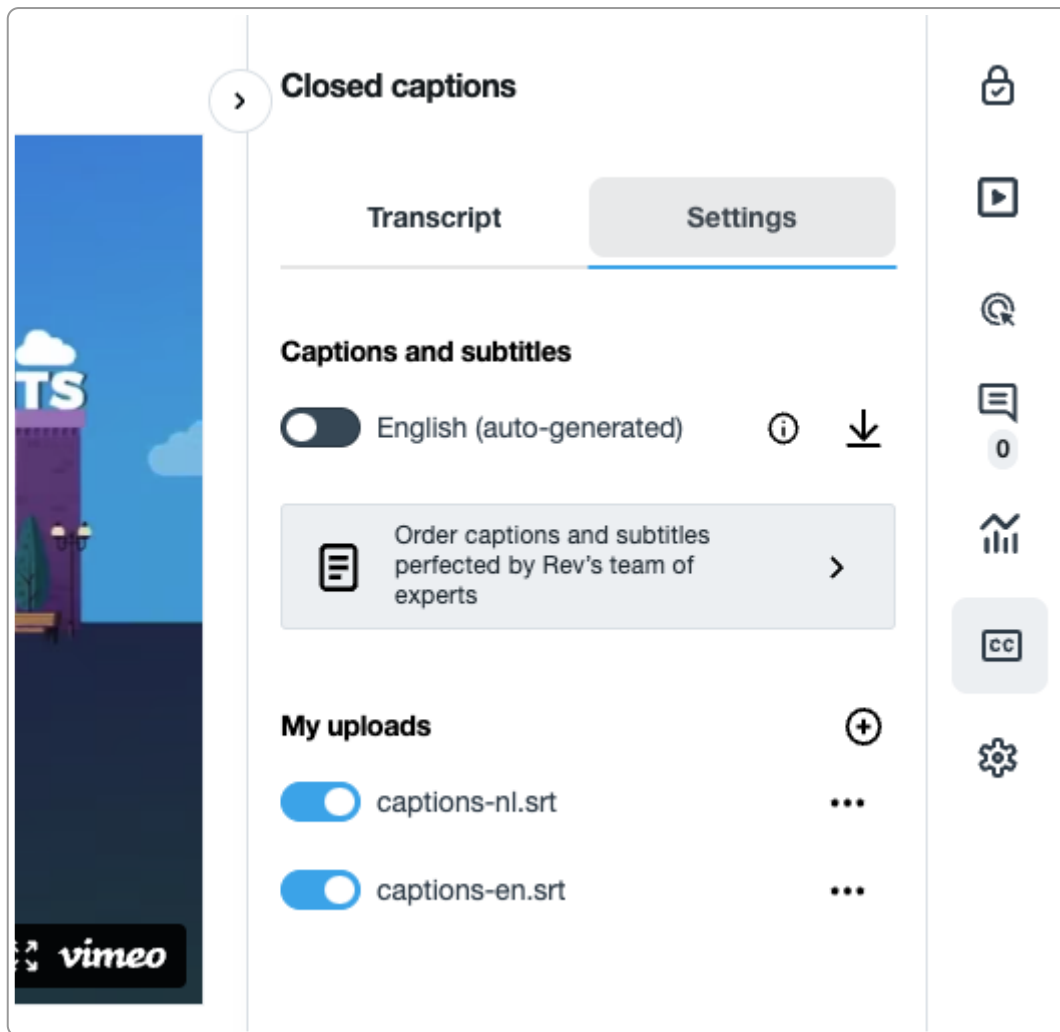 Closed captions
Transcript
Settings
TS
Captions and subtitles
English (auto-generated)
Order captions and subtitles
perfected by Rev's team of
experts
0
CC
My uploads
captions-nl.srt
captions-en.srt
vimeo